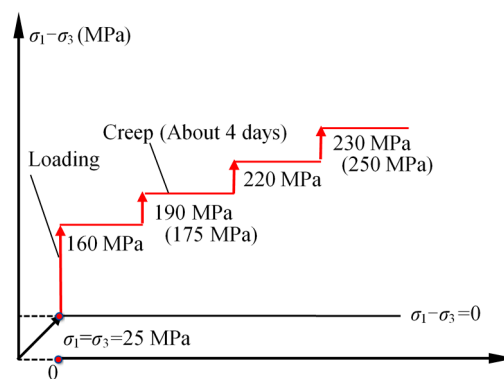 σ₁−σ₃ (MPa)
Creep (About 4 days)
Loading
230 MPa
(250 MPa)
220 MPa
190 MPa
(175 MPa)
160 MPa
σ₁−σ₃=0
σ₁=σ₃=25 MPa
0